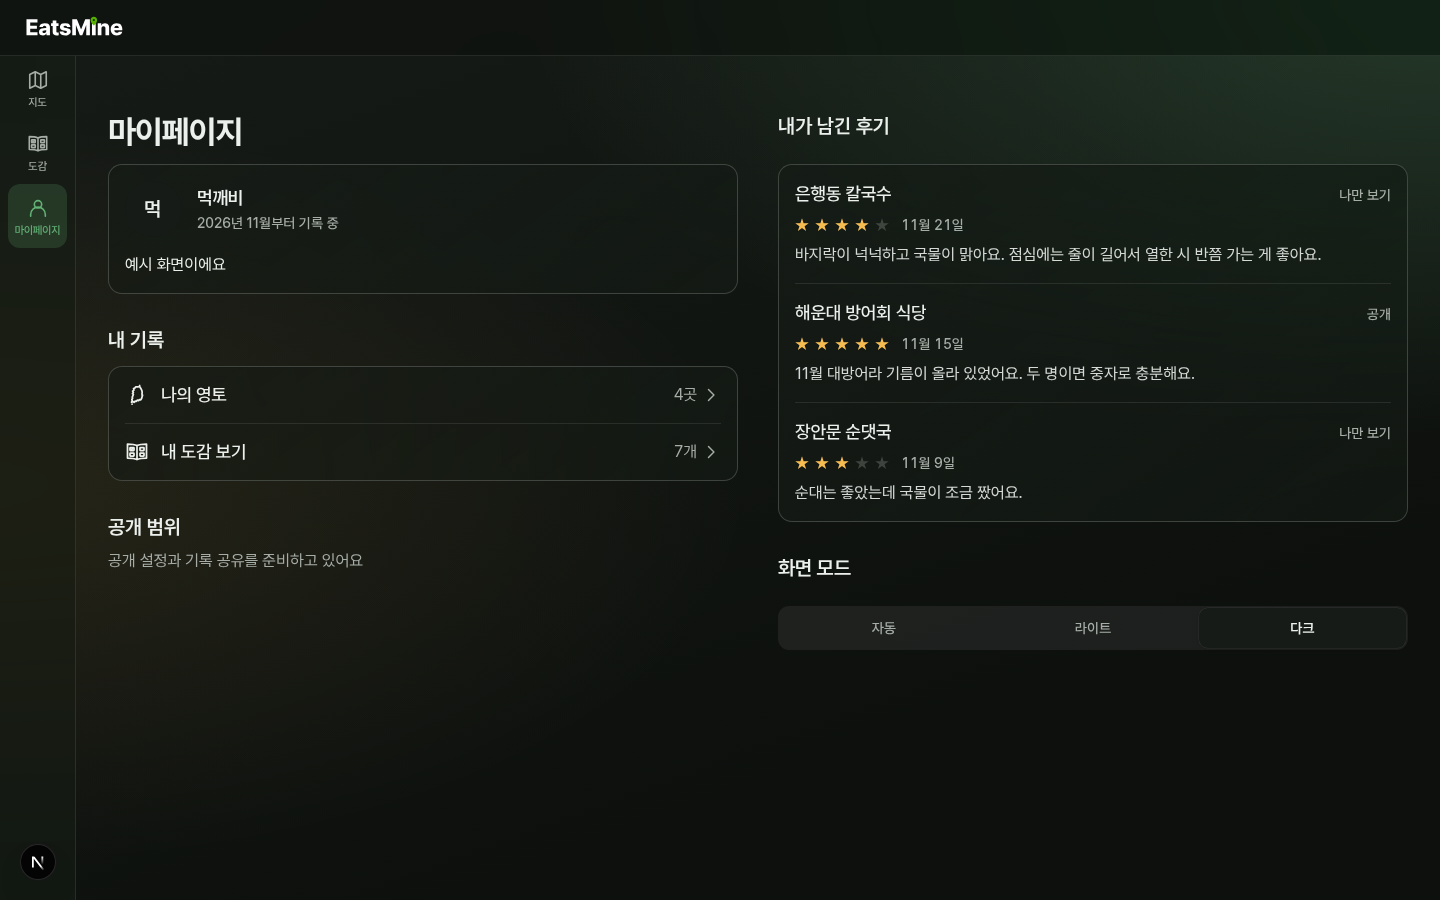 EatsMine
지도
도감
마이페이지
마이페이지
먹
먹깨비
2026년 11월부터 기록 중
예시 화면이에요
내 기록
나의 영토
4곳
내 도감 보기
7개
공개 범위
공개 설정과 기록 공유를 준비하고 있어요
내가 남긴 후기
은행동 칼국수
나만 보기
★ ★ ★ ★ ★ 11월 21일
바지락이 넉넉하고 국물이 맑아요. 점심에는 줄이 길어서 열한 시 반쯤 가는 게 좋아요.
해운대 방어회 식당
공개
★ ★ ★ ★ ★ 11월 15일
11월 대방어라 기름이 올라 있었어요. 두 명이면 중자로 충분해요.
장안문 순댓국
나만 보기
★ ★ ★ ★ ★ 11월 9일
순대는 좋았는데 국물이 조금 짰어요.
화면 모드
자동
라이트
다크
N